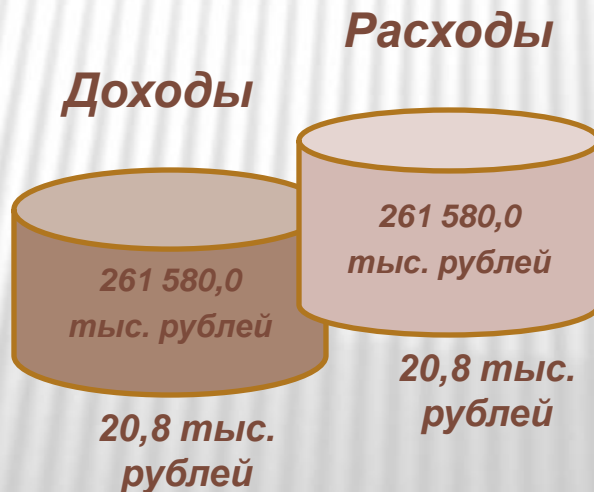 Доходы
261 580,0
тыс. рублей
20,8 тыс.
рублей
Расходы
261 580,0
тыс. рублей
20,8 тыс.
рублей